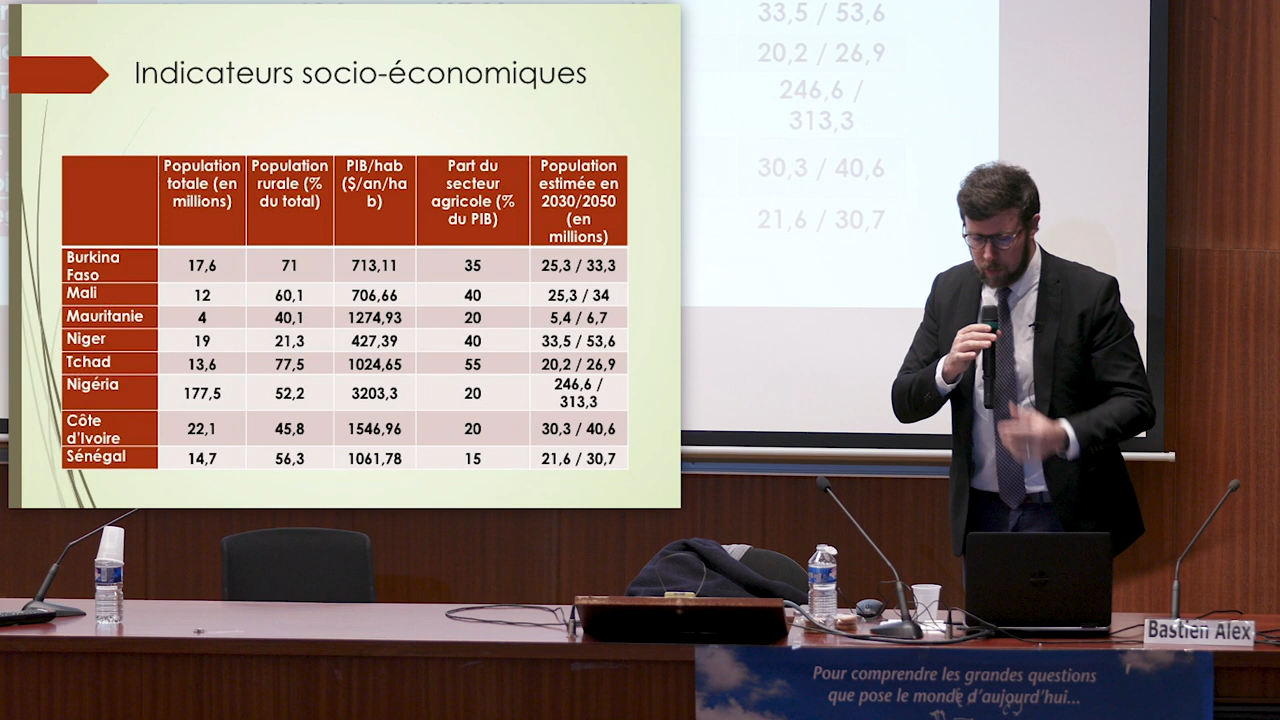 Indicateurs socio-économiques
Population totale (en millions)
Population rurale (% du total)
PIB/hab ($/an/ha b)
Part du secteur agricole (% du PIB)
Population estimée en 2030/2050 (en millions)
Burkina Faso 17,6 71 713,11 35 25,3 / 33,3
Mali 12 60,1 706,66 40 25,3 / 34
Mauritanie 4 40,1 1274,93 20 5,4 / 6,7
Niger 19 21,3 427,39 40 33,5 / 53,6
Tchad 13,6 77,5 1024,65 55 20,2 / 26,9
Nigéria 177,5 52,2 3203,3 20 246,6 / 313,3
Côte d'Ivoire 22,1 45,8 1546,96 20 30,3 / 40,6
Sénégal 14,7 56,3 1061,78 15 21,6 / 30,7
33,5 / 53,6
20,2 / 26,9
246,6 /
313,3
30,3 / 40,6
21,6 / 30,7
Bastien Alex
Pour comprendre les grandes questions
que pose le monde d'aujourd'hui...